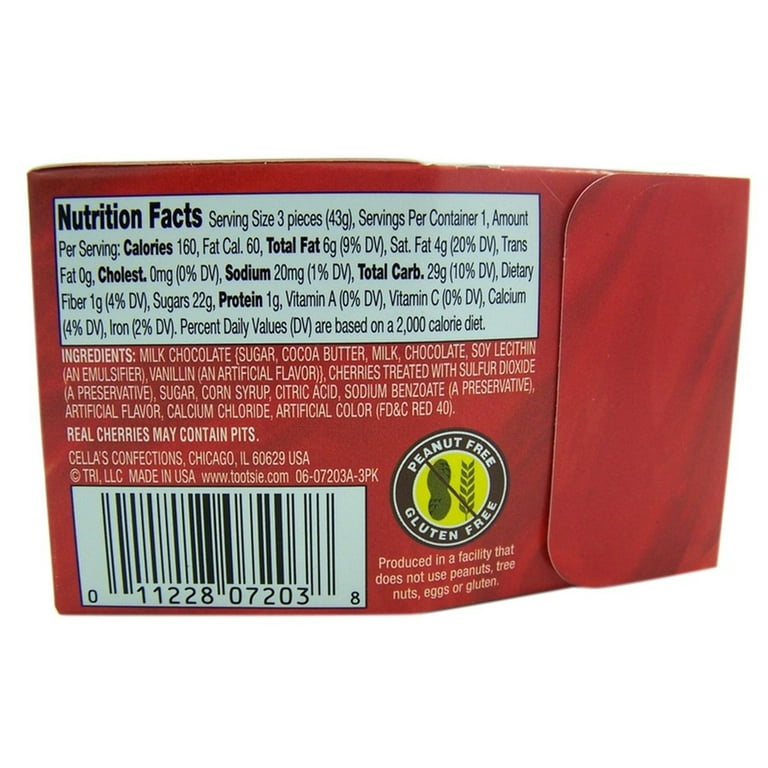 Nutrition Facts Serving Size 3 pieces (43g), Servings Per Container 1, Amount
Per Serving: Calories 160, Fat Cal. 60, Total Fat 6g (9% DV), Sat. Fat 4g (20% DV), Trans
Fat 0g, Cholest. 0mg (0% DV), Sodium 20mg (1% DV), Total Carb. 29g (10% DV), Dietary
Fiber 1g (4% DV), Sugars 22g, Protein 1g, Vitamin A (0% DV), Vitamin C (0% DV), Calcium
(4% DV), Iron (2% DV). Percent Daily Values (DV) are based on a 2,000 calorie diet.
INGREDIENTS: MILK CHOCOLATE {SUGAR, COCOA BUTTER, MILK, CHOCOLATE, SOY LECITHIN
(AN EMULSIFIER), VANILLIN (AN ARTIFICIAL FLAVOR)}, CHERRIES TREATED WITH SULFUR DIOXIDE
(A PRESERVATIVE), SUGAR, CORN SYRUP, CITRIC ACID, SODIUM BENZOATE (A PRESERVATIVE),
ARTIFICIAL FLAVOR, CALCIUM CHLORIDE, ARTIFICIAL COLOR (FD&C RED 40).
REAL CHERRIES MAY CONTAIN PITS.
CELLA'S CONFECTIONS, CHICAGO, IL 60629 USA
© TRI, LLC MADE IN USA www.tootsie.com 06-07203A-3PK
PEANUT FREE
GLUTEN FREE
Produced in a facility that
does not use peanuts, tree
nuts, eggs or gluten.
0 11228 07203 8